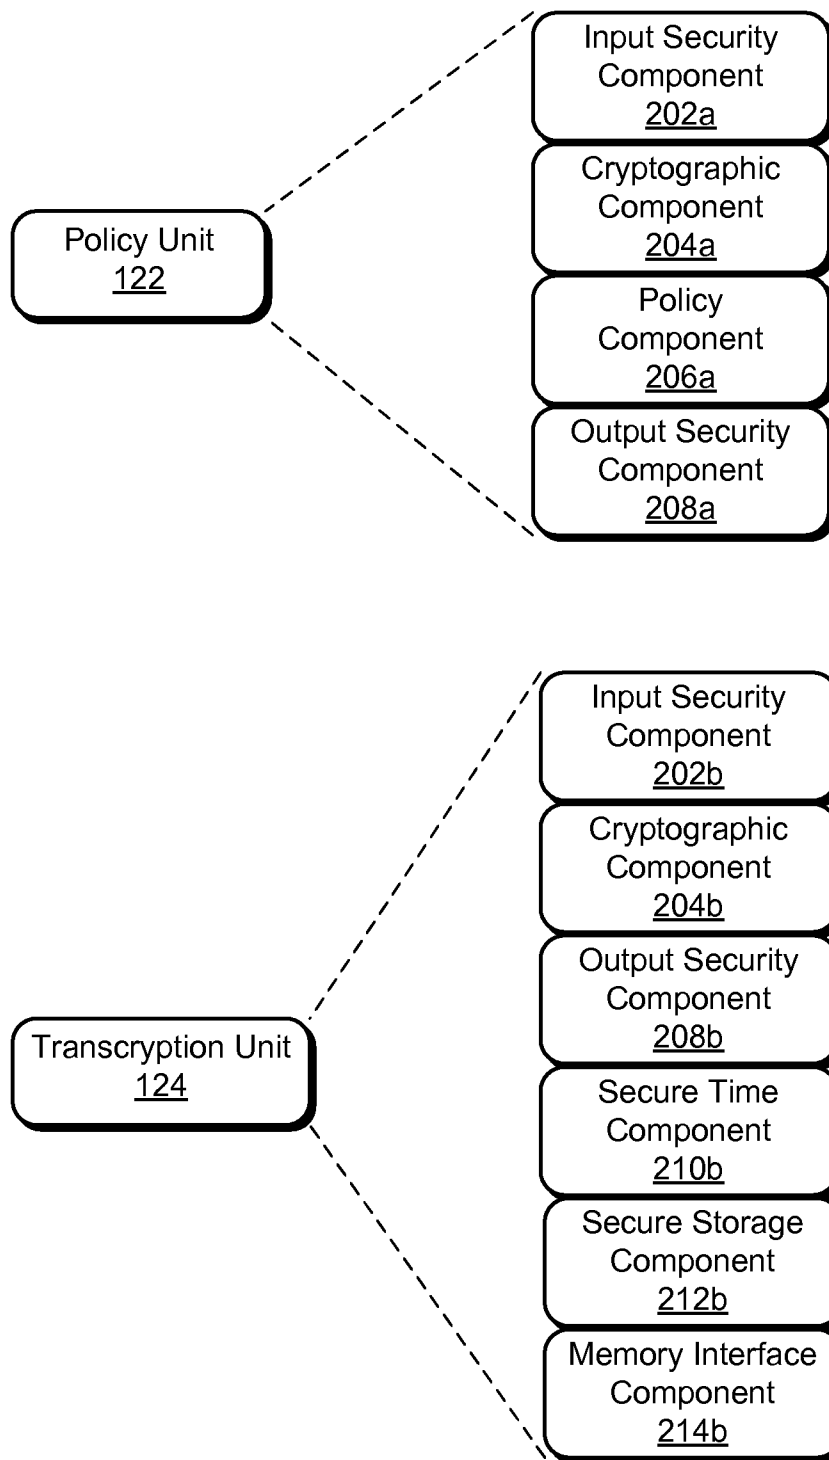 Policy Unit
122
Input Security
Component
202a
Cryptographic
Component
204a
Policy
Component
206a
Output Security
Component
208a
Transcryption Unit
124
Input Security
Component
202b
Cryptographic
Component
204b
Output Security
Component
208b
Secure Time
Component
210b
Secure Storage
Component
212b
Memory Interface
Component
214b